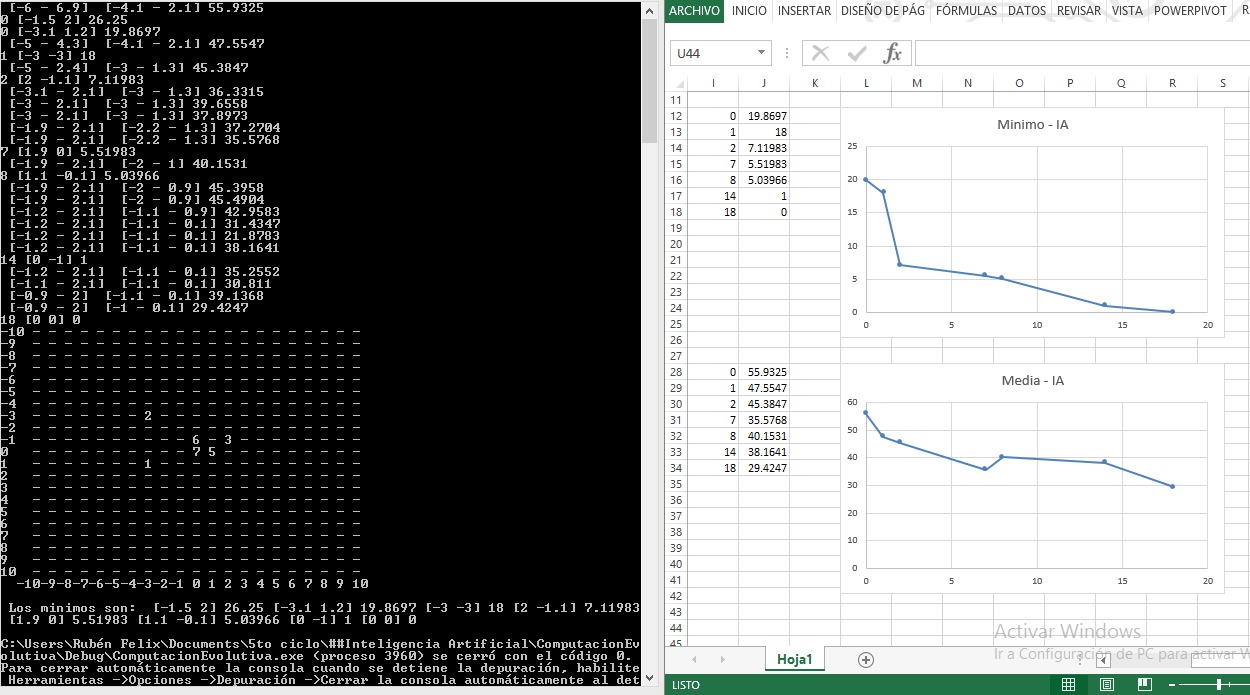 [-6 - 6.9]  [-4.1 - 2.1] 55.9325
0 [-1.5 2] 26.25
0 [-3.1 1.2] 19.8697
[-5 - 4.3]  [-4.1 - 2.1] 47.5547
1 [-3 -3] 18
[-5 - 2.4]  [-3 - 1.3] 45.3847
2 [2 -1.1] 7.11983
[-3.1 - 2.1]  [-3 - 1.3] 36.3315
[-3 - 2.1]  [-3 - 1.3] 39.6558
[-3 - 2.1]  [-3 - 1.3] 37.8973
[-1.9 - 2.1]  [-2.2 - 1.3] 37.2704
[-1.9 - 2.1]  [-2.2 - 1.3] 35.5768
7 [1.9 0] 5.51983
[-1.9 - 2.1]  [-2 - 1] 40.1531
8 [1.1 -0.1] 5.03966
[-1.9 - 2.1]  [-2 - 0.9] 45.3958
[-1.9 - 2.1]  [-2 - 0.9] 45.4904
[-1.2 - 2.1]  [-1.1 - 0.9] 42.9583
[-1.2 - 2.1]  [-1.1 - 0.1] 31.4347
[-1.2 - 2.1]  [-1.1 - 0.1] 21.8783
[-1.2 - 2.1]  [-1.1 - 0.1] 38.1641
14 [0 -1] 1
[-1.2 - 2.1]  [-1.1 - 0.1] 35.2552
[-1.1 - 2.1]  [-1.1 - 0.1] 30.811
[-0.9 - 2]  [-1.1 - 0.1] 39.1368
[-0.9 - 2]  [-1 - 0.1] 29.4247
18 [0 0] 0
-10 - - - - - - - - - - - - - - - - - - - - -
-9 - - - - - - - - - - - - - - - - - - - - -
-8 - - - - - - - - - - - - - - - - - - - - -
-7 - - - - - - - - - - - - - - - - - - - - -
-6 - - - - - - - - - - - - - - - - - - - - -
-5 - - - - - - - - - - - - - - - - - - - - -
-4 - - - - - - - - - - - - - - - - - - - - -
-3 - - - - - - - 2 - - - - - - - - - - - - -
-2 - - - - - - - - - - - - - - - - - - - - -
-1 - - - - - - - - - - 6 - 3 - - - - - - - -
0 - - - - - - - - - - 7 5 - - - - - - - - -
1 - - - - - - - 1 - - - - - - - - - - - - -
2 - - - - - - - - - - - - - - - - - - - - -
3 - - - - - - - - - - - - - - - - - - - - -
4 - - - - - - - - - - - - - - - - - - - - -
5 - - - - - - - - - - - - - - - - - - - - -
6 - - - - - - - - - - - - - - - - - - - - -
7 - - - - - - - - - - - - - - - - - - - - -
8 - - - - - - - - - - - - - - - - - - - - -
9 - - - - - - - - - - - - - - - - - - - - -
10 - - - - - - - - - - - - - - - - - - - - -
-10-9-8-7-6-5-4-3-2-1 0 1 2 3 4 5 6 7 8 9 10
Los minimos son:  [-1.5 2] 26.25 [-3.1 1.2] 19.8697 [-3 -3] 18 [2 -1.1] 7.11983
[1.9 0] 5.51983 [1.1 -0.1] 5.03966 [0 -1] 1 [0 0] 0
C:\Users\Rubén Felix\Documents\5to ciclo\##Inteligencia Artificial\ComputacionEv
olutiva\Debug\ComputacionEvolutiva.exe (proceso 3960) se cerró con el código 0.
Para cerrar automáticamente la consola cuando se detiene la depuración, habilite
Herramientas ->Opciones ->Depuración ->Cerrar la consola automáticamente al det
ARCHIVO INICIO INSERTAR DISEÑO DE PÁG FÓRMULAS DATOS REVISAR VISTA POWERPIVOT R
U44 fx
I J K L M N O P Q R S
11
12 0 19.8697
13 1 18
14 2 7.11983
15 7 5.51983
16 8 5.03966
17 14 1
18 18 0
19
20
21
22
23
24
25
26
27
28 0 55.9325
29 1 47.5547
30 2 45.3847
31 7 35.5768
32 8 40.1531
33 14 38.1641
34 18 29.4247
35
36
37
38
39
40
41
42
43
44
45
Minimo - IA
25
20
15
10
5
0
0 5 10 15 20
Media - IA
60
50
40
30
20
10
0
0 5 10 15 20
Activar Windows
Ir a Configuración de PC para activar W
Hoja1
LISTO